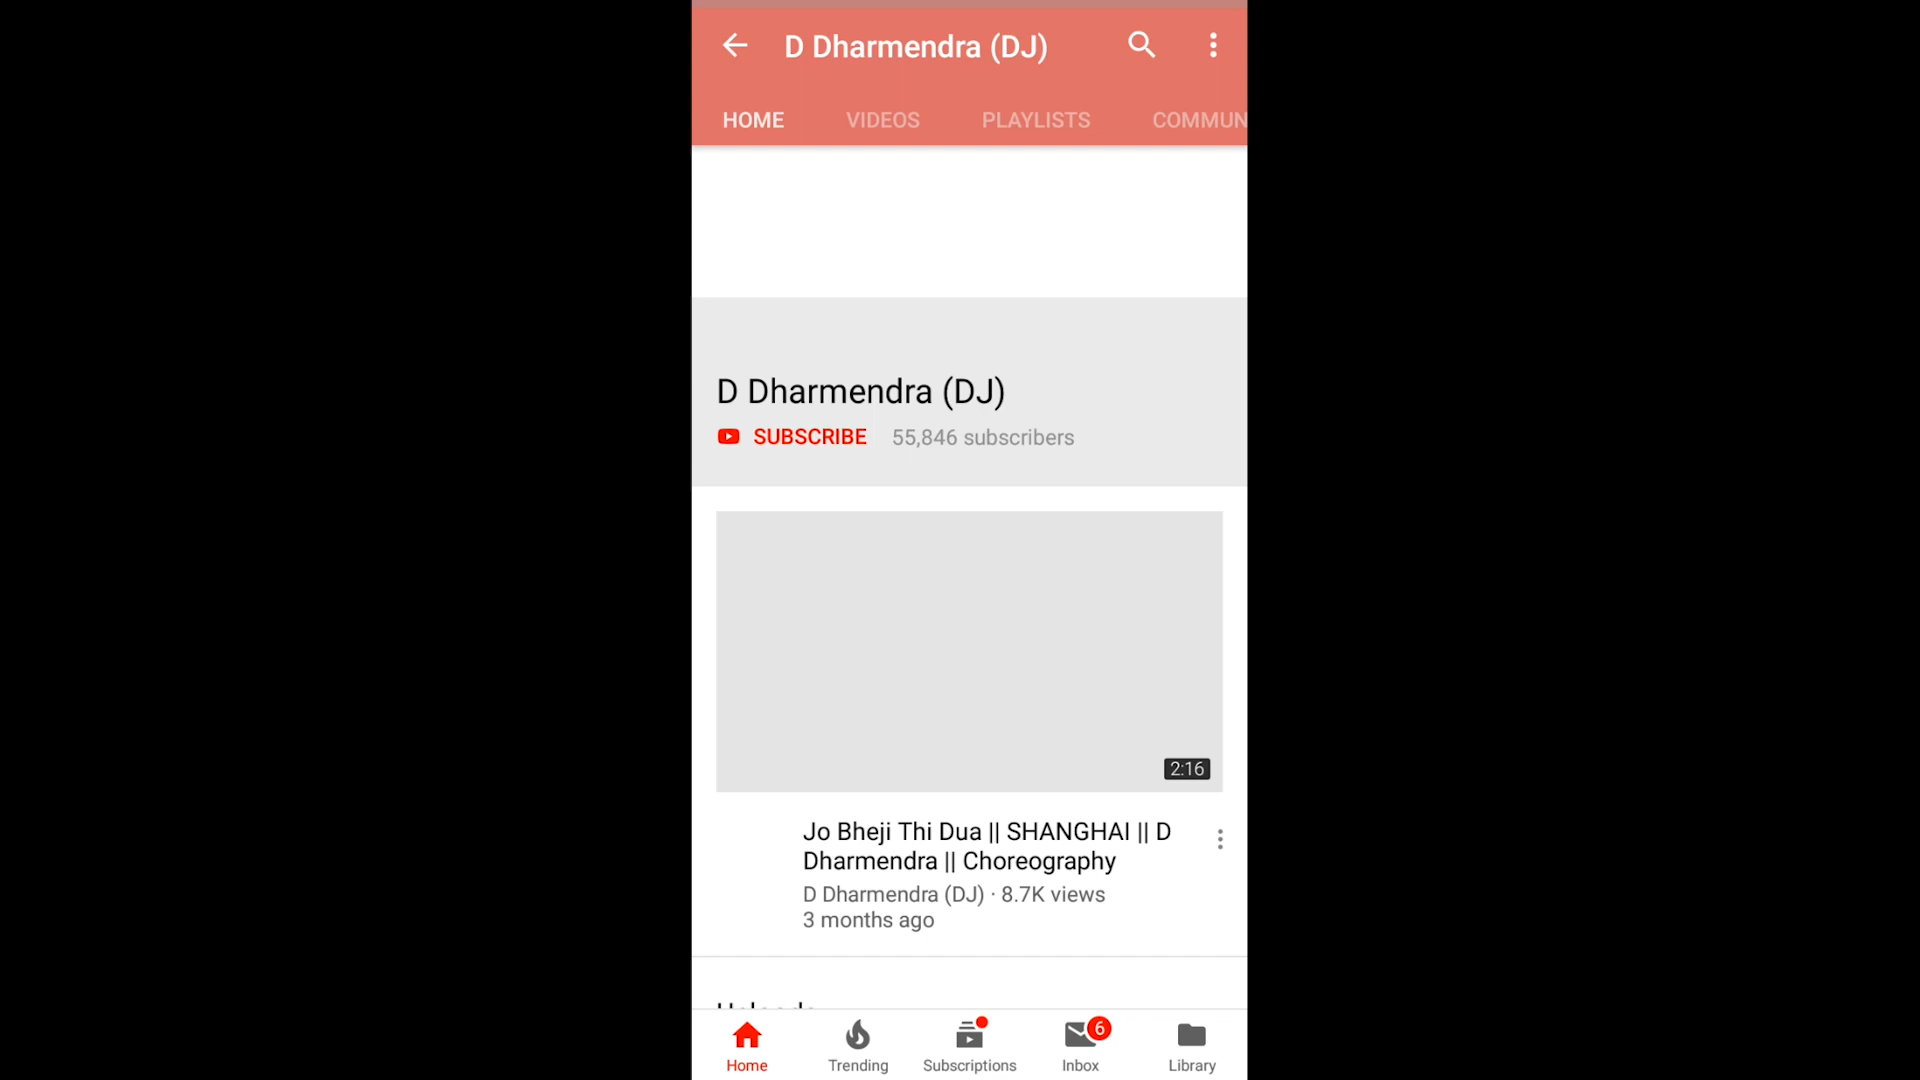 D Dharmendra (DJ)
HOME VIDEOS PLAYLISTS COMMUN
D Dharmendra (DJ)
SUBSCRIBE 55,846 subscribers
2:16
Jo Bheji Thi Dua || SHANGHAI || D
Dharmendra || Choreography
D Dharmendra (DJ) · 8.7K views
3 months ago
Uploads
Home Trending Subscriptions 6 Inbox Library